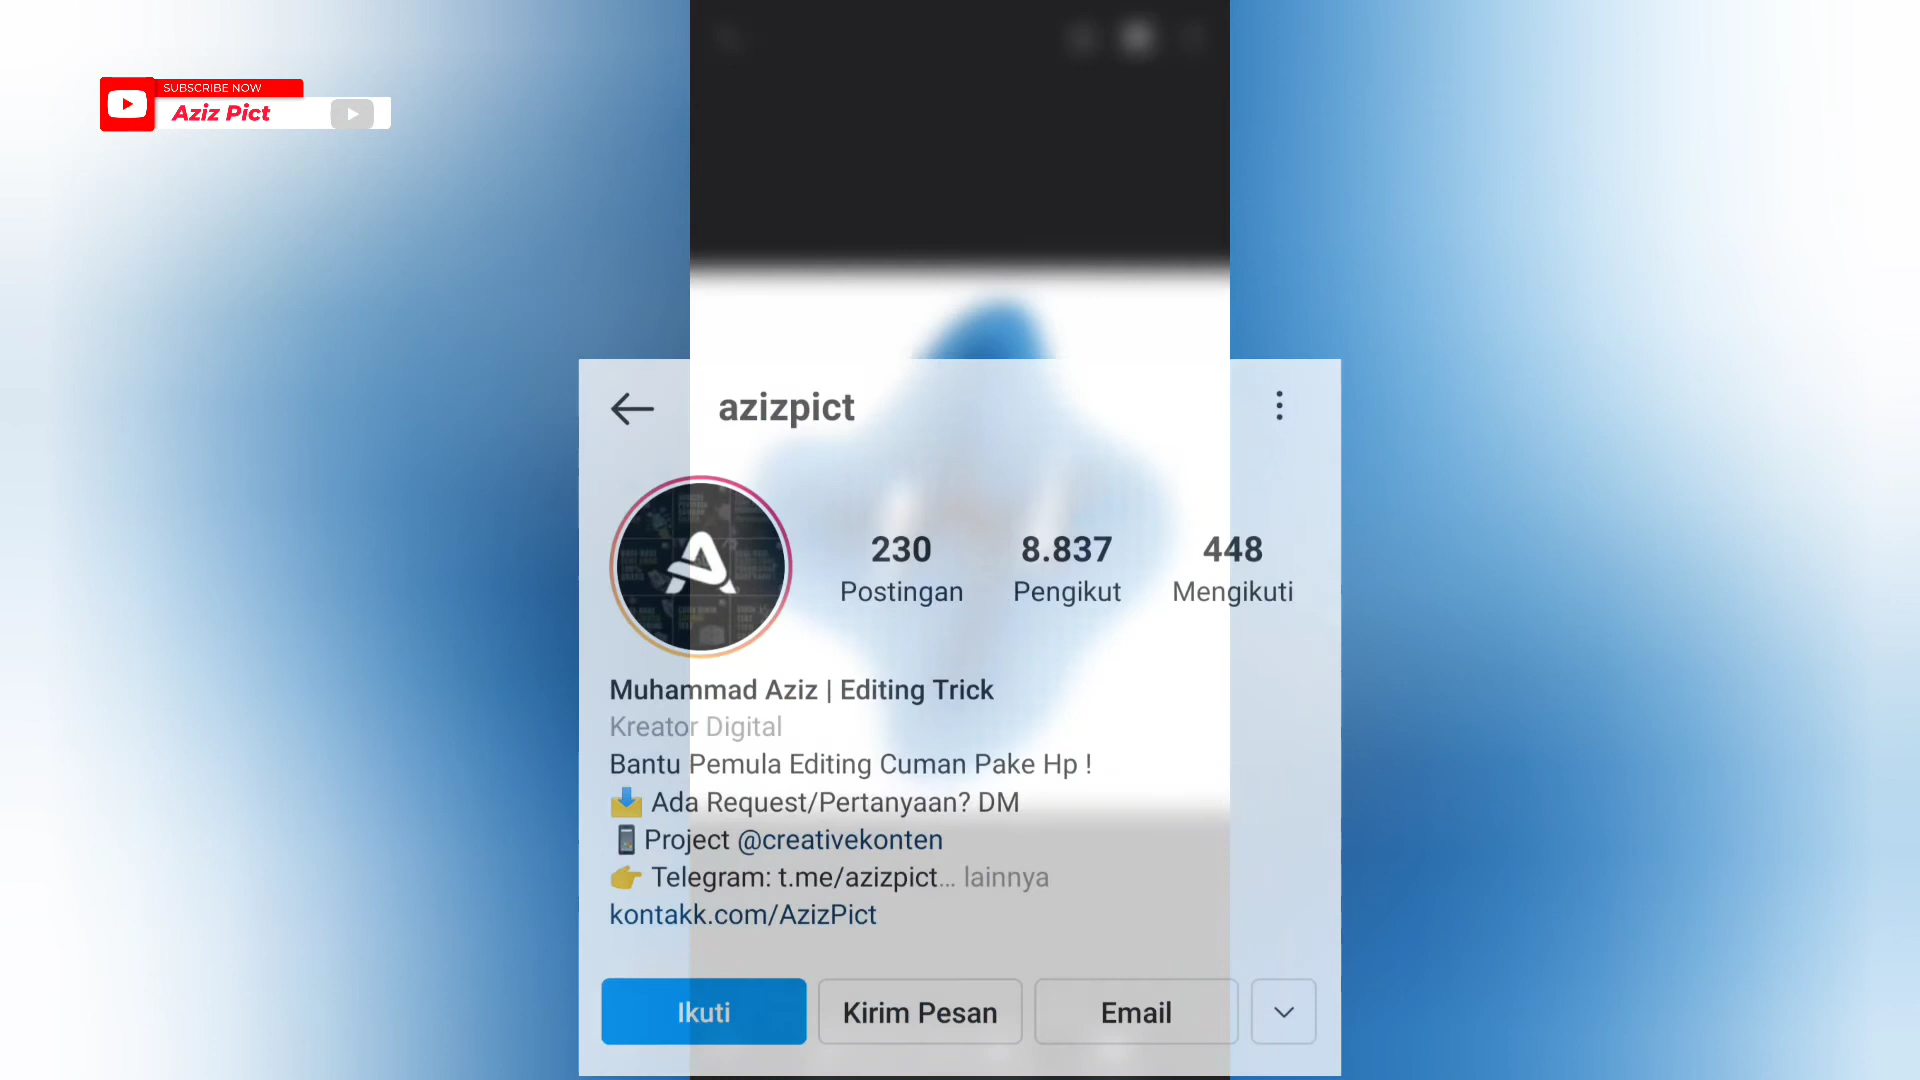 SUBSCRIBE NOW
Aziz Pict
azizpict
230 8.837 448
Postingan Pengikut Mengikuti
Muhammad Aziz | Editing Trick
Kreator Digital
Bantu Pemula Editing Cuman Pake Hp !
📥 Ada Request/Pertanyaan? DM
📱Project @creativekonten
👉 Telegram: t.me/azizpict... lainnya
kontakk.com/AzizPict
Ikuti Kirim Pesan Email